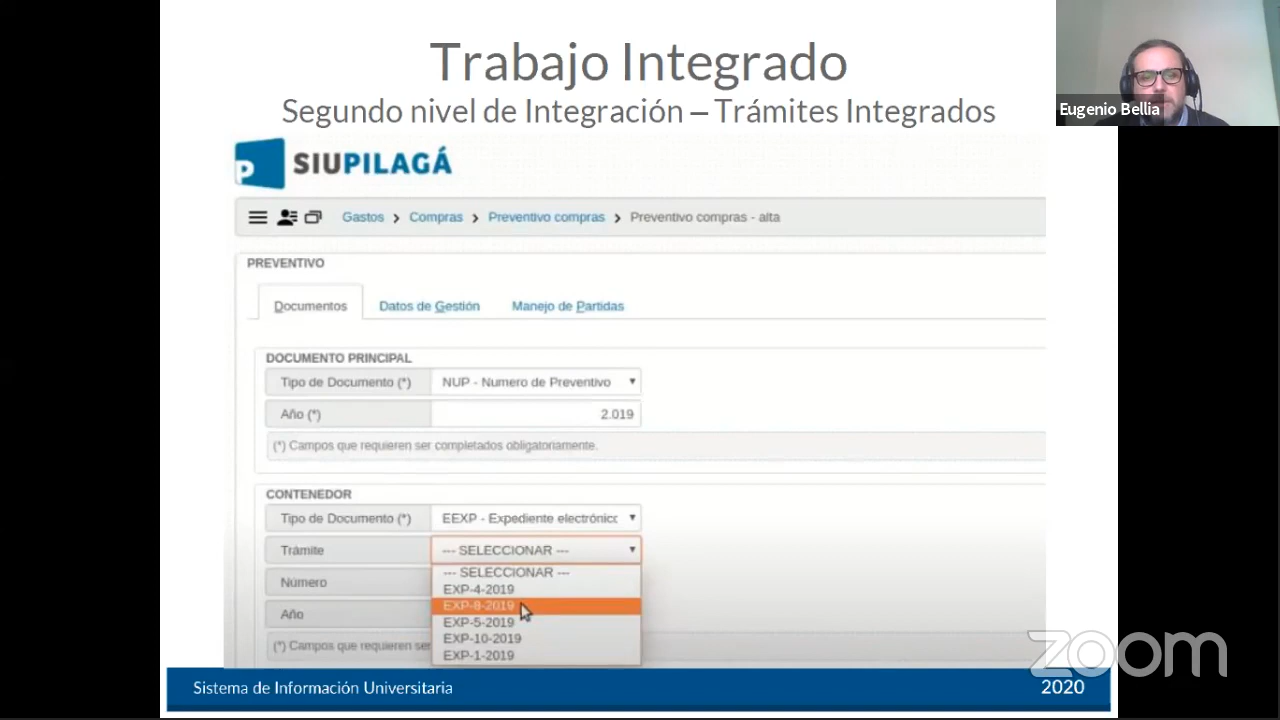 Trabajo Integrado
Segundo nivel de Integración – Trámites Integrados
Eugenio Bellia
p SIUPILAGÁ
Gastos > Compras > Preventivo compras > Preventivo compras - alta
PREVENTIVO
Documentos Datos de Gestión Manejo de Partidas
DOCUMENTO PRINCIPAL
Tipo de Documento (*) NUP - Numero de Preventivo
Año (*) 2.019
(*) Campos que requieren ser completados obligatoriamente.
CONTENEDOR
Tipo de Documento (*) EEXP - Expediente electrónic
Trámite --- SELECCIONAR ---
--- SELECCIONAR ---
Número EXP-4-2019
EXP-8-2019
Año EXP-5-2019
EXP-10-2019
(*) Campos que requieren ser EXP-1-2019
zoom
Sistema de Información Universitaria 2020